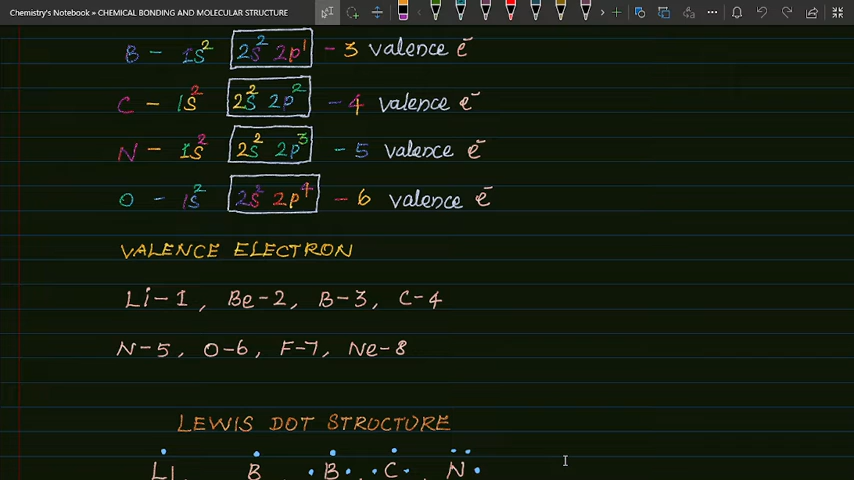 Chemistry's Notebook » CHEMICAL BONDING AND MOLECULAR STRUCTURE
B - 1s² 2s² 2p¹ - 3 valence e⁻
C - 1s² 2s² 2p² - 4 valence e⁻
N - 1s² 2s² 2p³ - 5 valence e⁻
O - 1s² 2s² 2p⁴ - 6 valence e⁻
VALENCE ELECTRON
Li-1, Be-2, B-3, C-4
N-5, O-6, F-7, Ne-8
LEWIS DOT STRUCTURE
Li, B, B, C, N